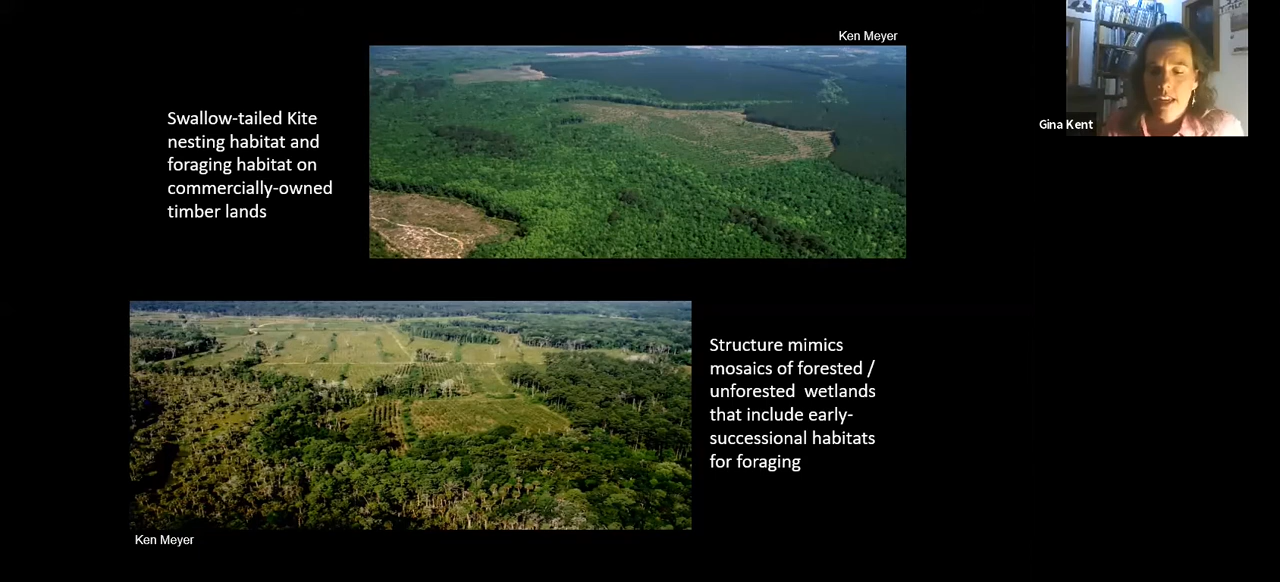 Ken Meyer
Gina Kent
Swallow-tailed Kite
nesting habitat and
foraging habitat on
commercially-owned
timber lands
Structure mimics
mosaics of forested /
unforested  wetlands
that include early-
successional habitats
for foraging
Ken Meyer